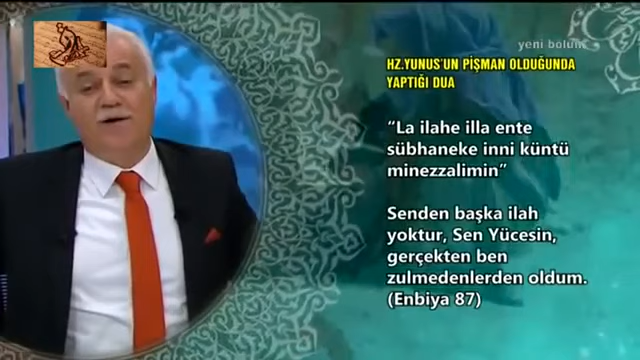 yeni bölüm
HZ.YUNUS'UN PİŞMAN OLDUĞUNDA
YAPTIĞI DUA
"La ilahe illa ente
sübhaneke inni küntü
minezzalimin"
Senden başka ilah
yoktur, Sen Yücesin,
gerçekten ben
zulmedenlerden oldum.
(Enbiya 87)